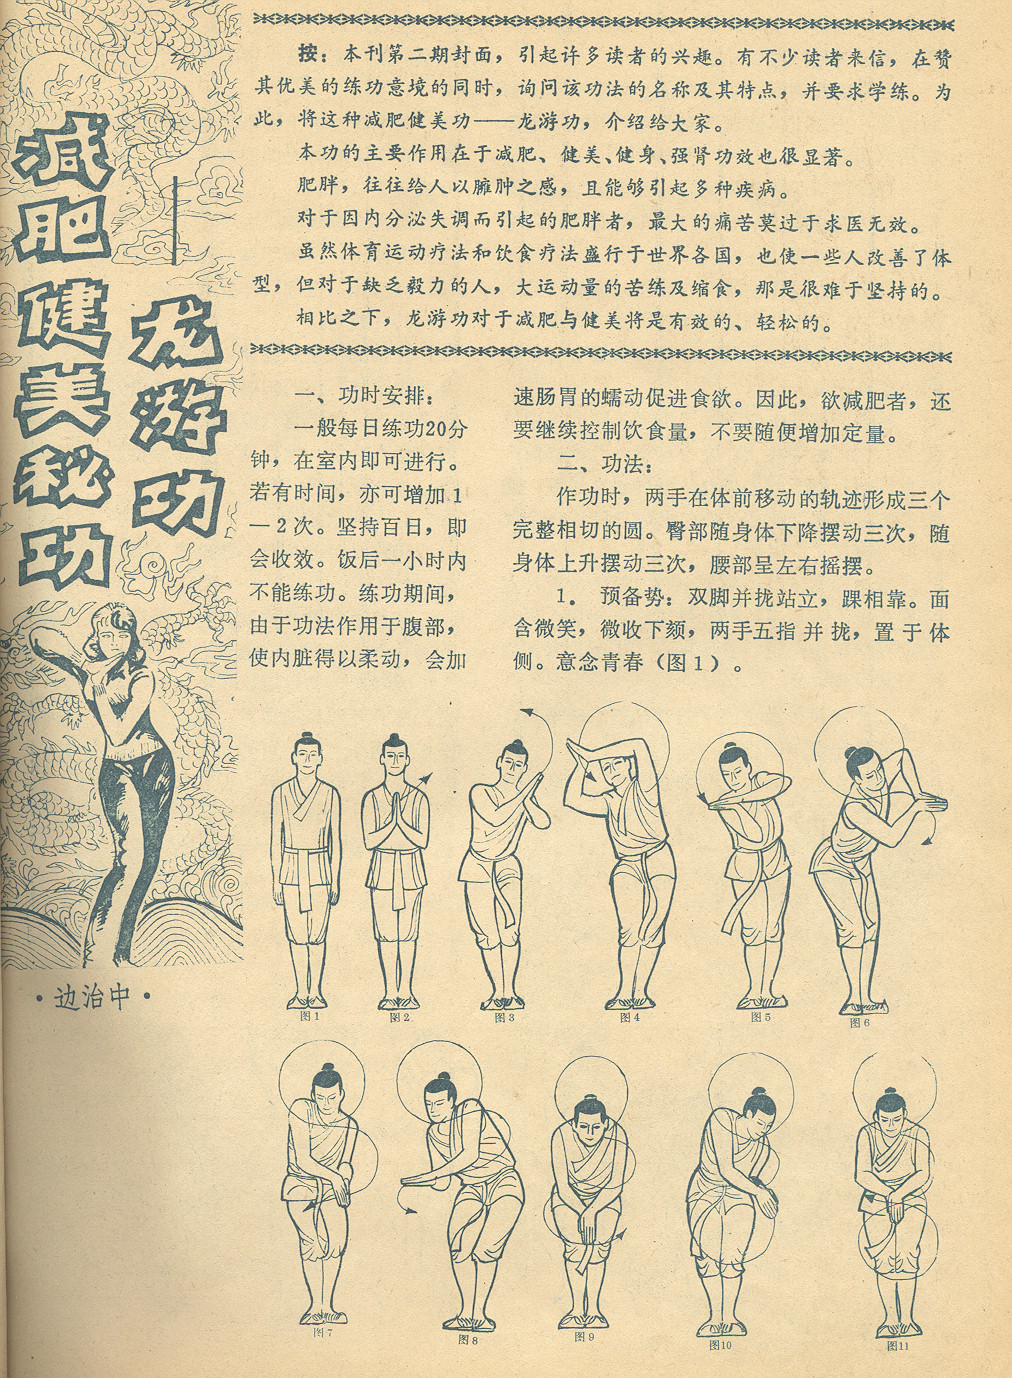 减肥健美秘功——
龙游功
·边治中·
按：本刊第二期封面，引起许多读者的兴趣。有不少读者来信，在赞
其优美的练功意境的同时，询问该功法的名称及其特点，并要求学练。为
此，将这种减肥健美功——龙游功，介绍给大家。
本功的主要作用在于减肥、健美、健身、强肾功效也很显著。
肥胖，往往给人以臃肿之感，且能够引起多种疾病。
对于因内分泌失调而引起的肥胖者，最大的痛苦莫过于求医无效。
虽然体育运动疗法和饮食疗法盛行于世界各国，也使一些人改善了体
型，但对于缺乏毅力的人，大运动量的苦练及缩食，那是很难于坚持的。
相比之下，龙游功对于减肥与健美将是有效的、轻松的。
一、功时安排：
一般每日练功20分
钟，在室内即可进行。
若有时间，亦可增加1
—2次。坚持百日，即
会收效。饭后一小时内
不能练功。练功期间，
由于功法作用于腹部，
使内脏得以柔动，会加
速肠胃的蠕动促进食欲。因此，欲减肥者，还
要继续控制饮食量，不要随便增加定量。
二、功法：
作功时，两手在体前移动的轨迹形成三个
完整相切的圆。臀部随身体下降摆动三次，随
身体上升摆动三次，腰部呈左右摇摆。
1. 预备势：双脚并拢站立，踝相靠。面
含微笑，微收下颏，两手五指并拢，置于体
侧。意念青春（图1）。
图1
图2
图3
图4
图5
图6
图7
图8
图9
图10
图11